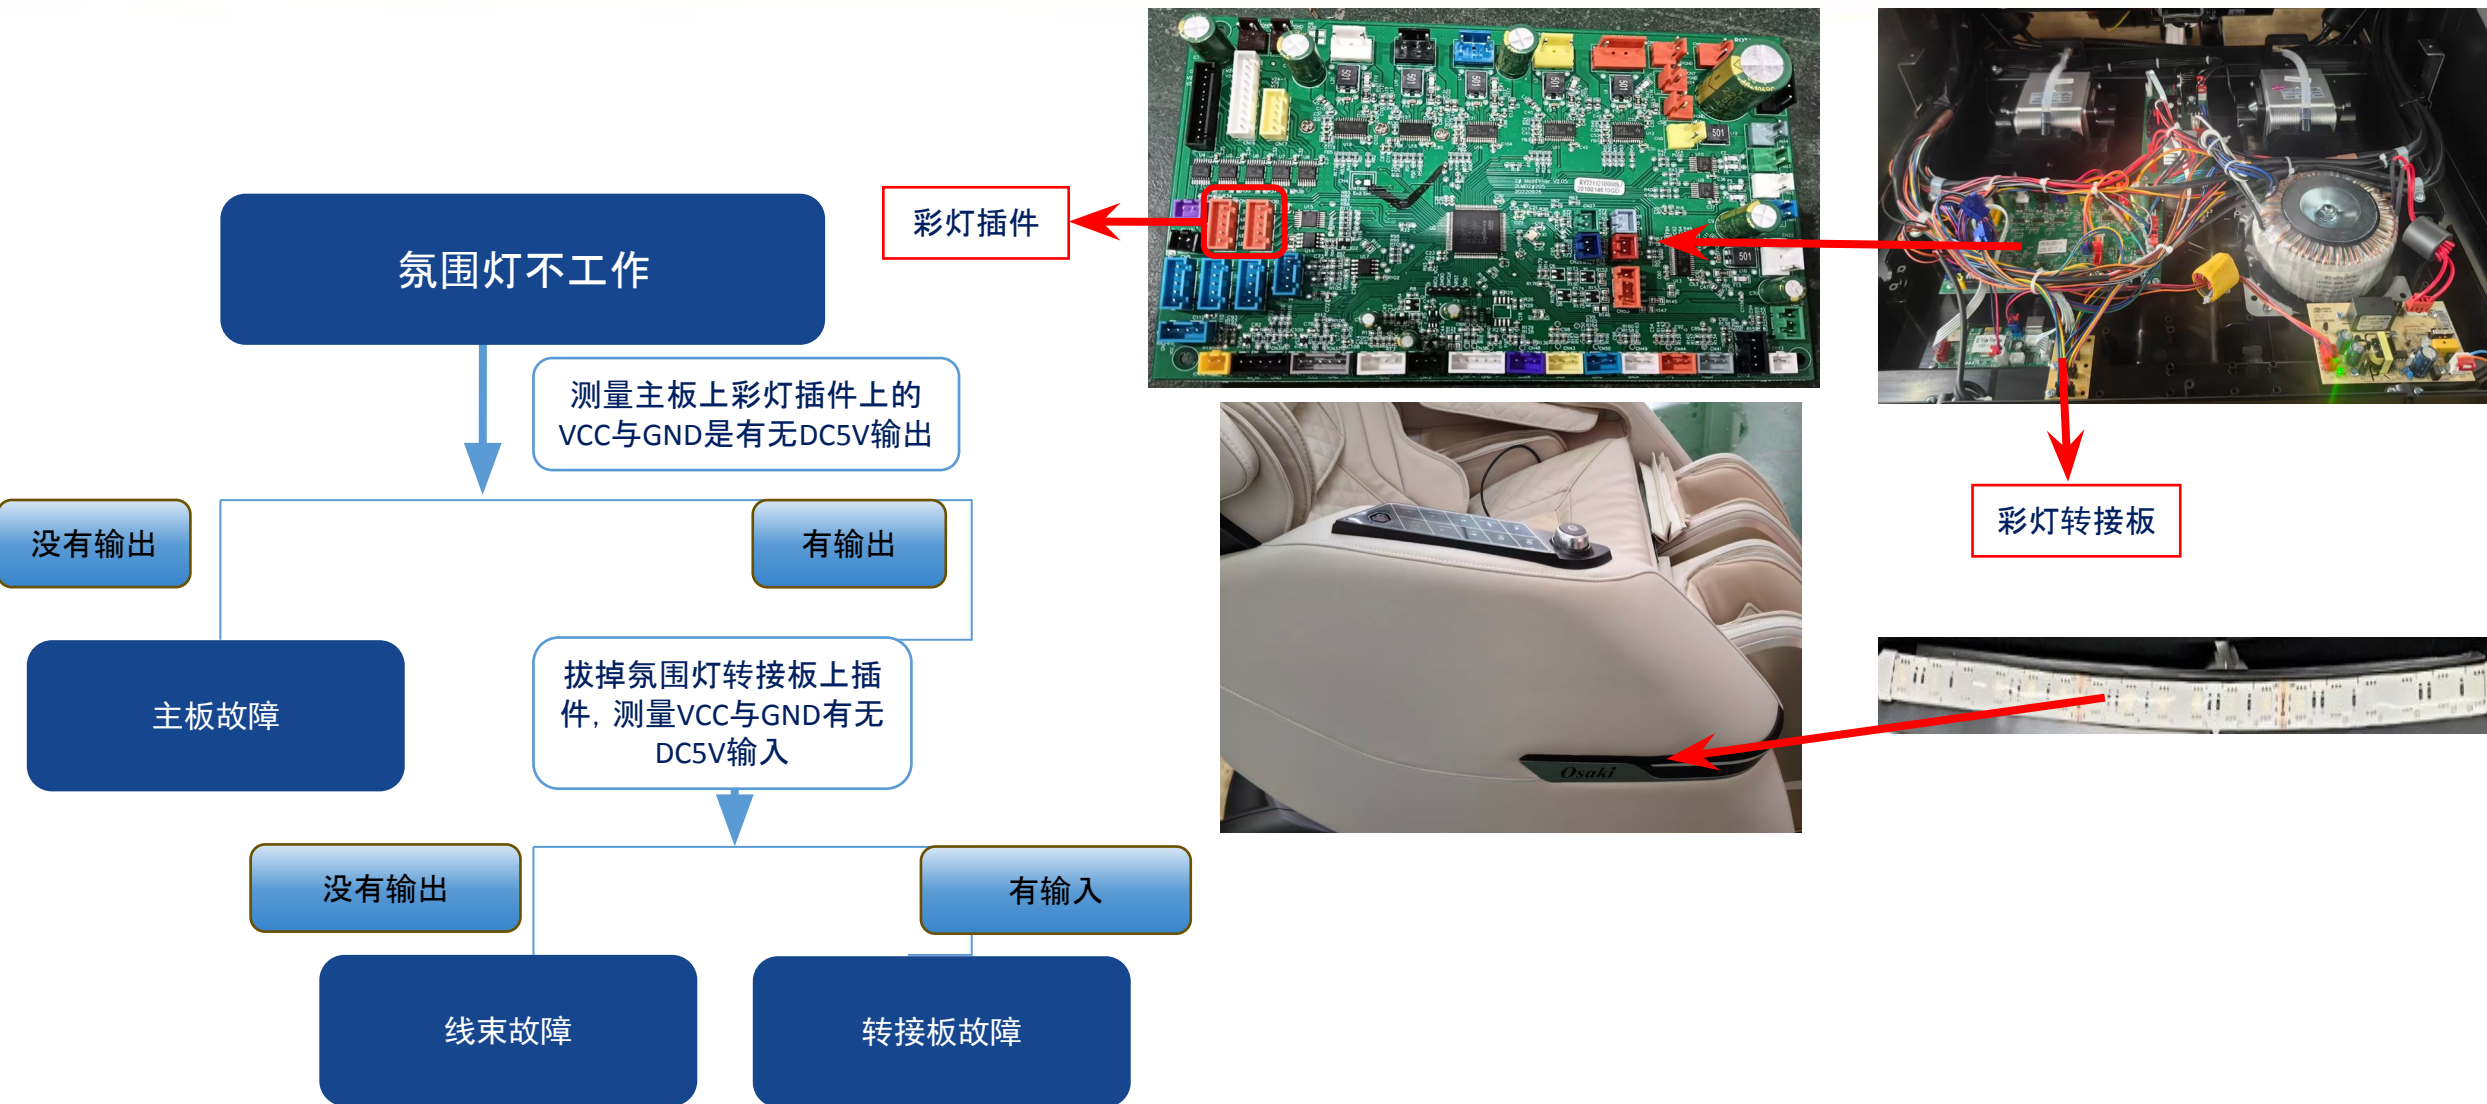 氛围灯不工作
测量主板上彩灯插件上的
VCC与GND是有无DC5V输出
没有输出
有输出
主板故障
拔掉氛围灯转接板上插
件，测量VCC与GND有无
DC5V输入
没有输出
有输入
线束故障
转接板故障
彩灯插件
彩灯转接板
Osaki